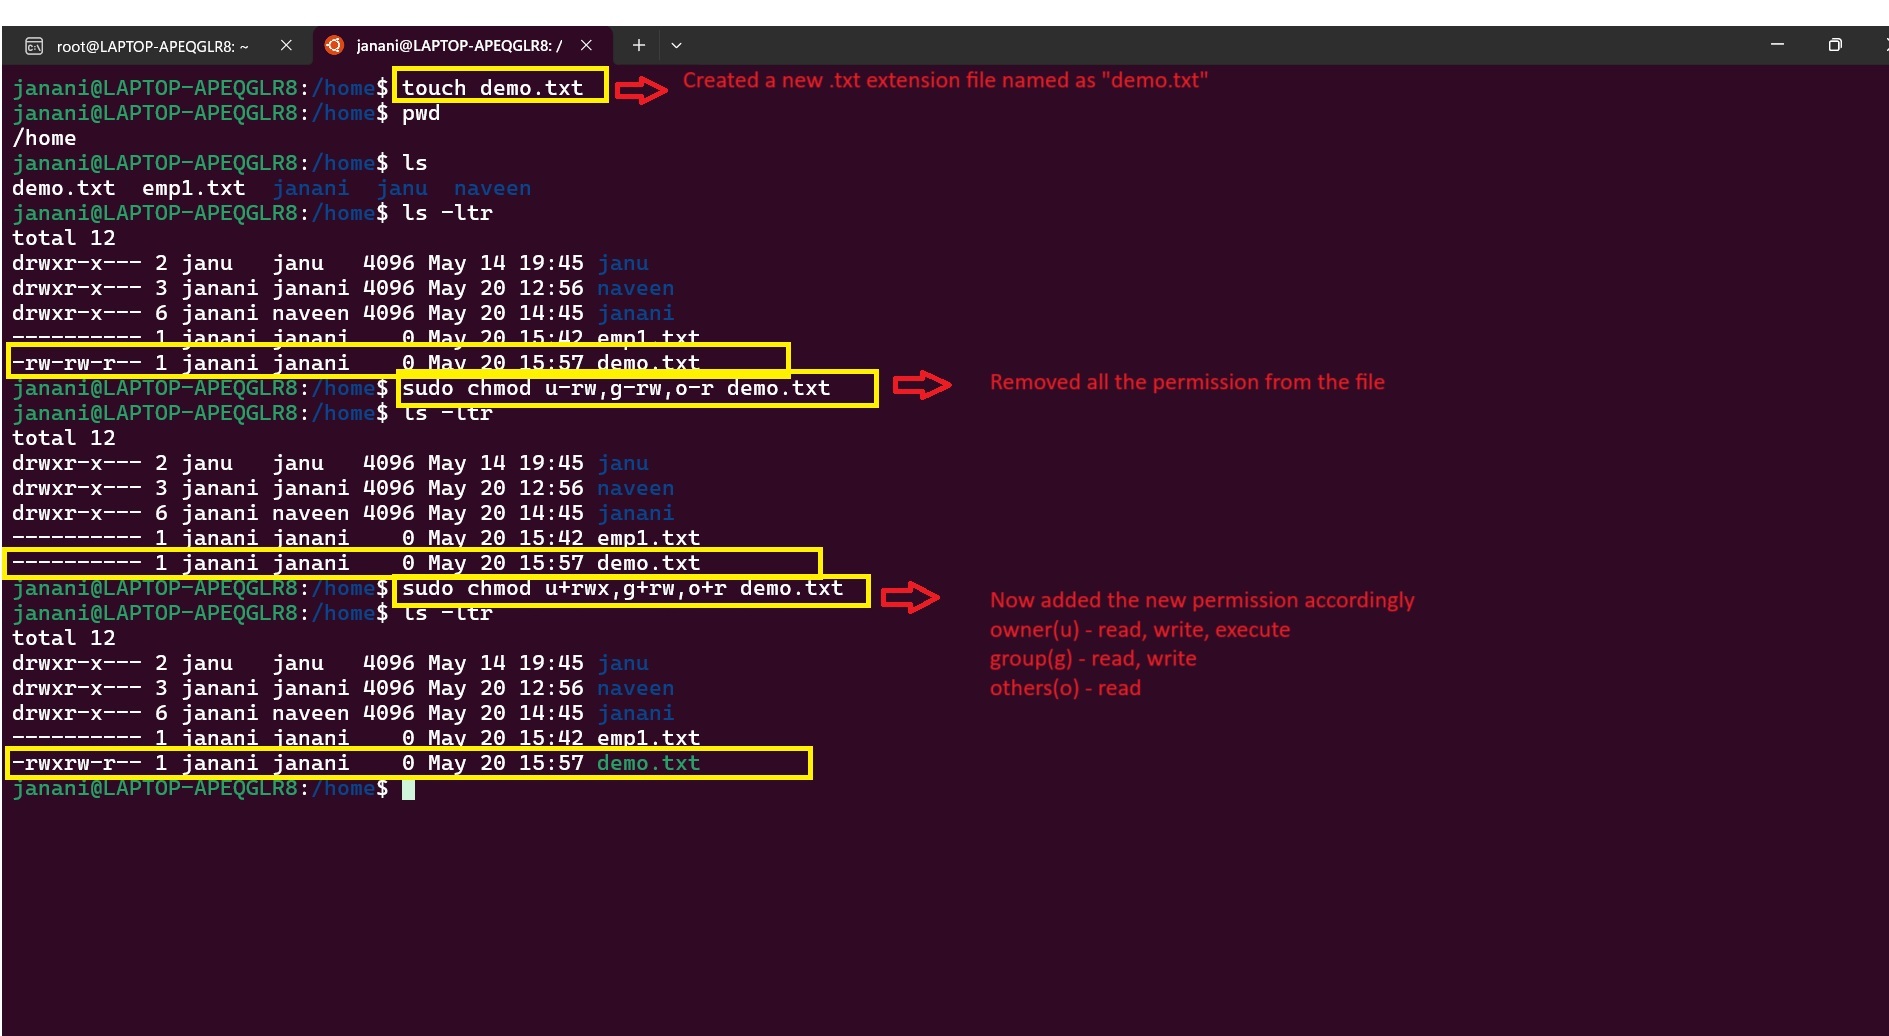 root@LAPTOP-APEQGLR8: ~
janani@LAPTOP-APEQGLR8: /
janani@LAPTOP-APEQGLR8:/home$ touch demo.txt
Created a new .txt extension file named as "demo.txt"
janani@LAPTOP-APEQGLR8:/home$ pwd
/home
janani@LAPTOP-APEQGLR8:/home$ ls
demo.txt  emp1.txt  janani  janu  naveen
janani@LAPTOP-APEQGLR8:/home$ ls -ltr
total 12
drwxr-x--- 2 janu   janu   4096 May 14 19:45 janu
drwxr-x--- 3 janani janani 4096 May 20 12:56 naveen
drwxr-x--- 6 janani naveen 4096 May 20 14:45 janani
---------- 1 janani janani    0 May 20 15:42 emp1.txt
-rw-rw-r-- 1 janani janani    0 May 20 15:57 demo.txt
janani@LAPTOP-APEQGLR8:/home$ sudo chmod u-rw,g-rw,o-r demo.txt
Removed all the permission from the file
janani@LAPTOP-APEQGLR8:/home$ ls -ltr
total 12
drwxr-x--- 2 janu   janu   4096 May 14 19:45 janu
drwxr-x--- 3 janani janani 4096 May 20 12:56 naveen
drwxr-x--- 6 janani naveen 4096 May 20 14:45 janani
---------- 1 janani janani    0 May 20 15:42 emp1.txt
---------- 1 janani janani    0 May 20 15:57 demo.txt
janani@LAPTOP-APEQGLR8:/home$ sudo chmod u+rwx,g+rw,o+r demo.txt
Now added the new permission accordingly
owner(u) - read, write, execute
group(g) - read, write
others(o) - read
janani@LAPTOP-APEQGLR8:/home$ ls -ltr
total 12
drwxr-x--- 2 janu   janu   4096 May 14 19:45 janu
drwxr-x--- 3 janani janani 4096 May 20 12:56 naveen
drwxr-x--- 6 janani naveen 4096 May 20 14:45 janani
---------- 1 janani janani    0 May 20 15:42 emp1.txt
-rwxrw-r-- 1 janani janani    0 May 20 15:57 demo.txt
janani@LAPTOP-APEQGLR8:/home$